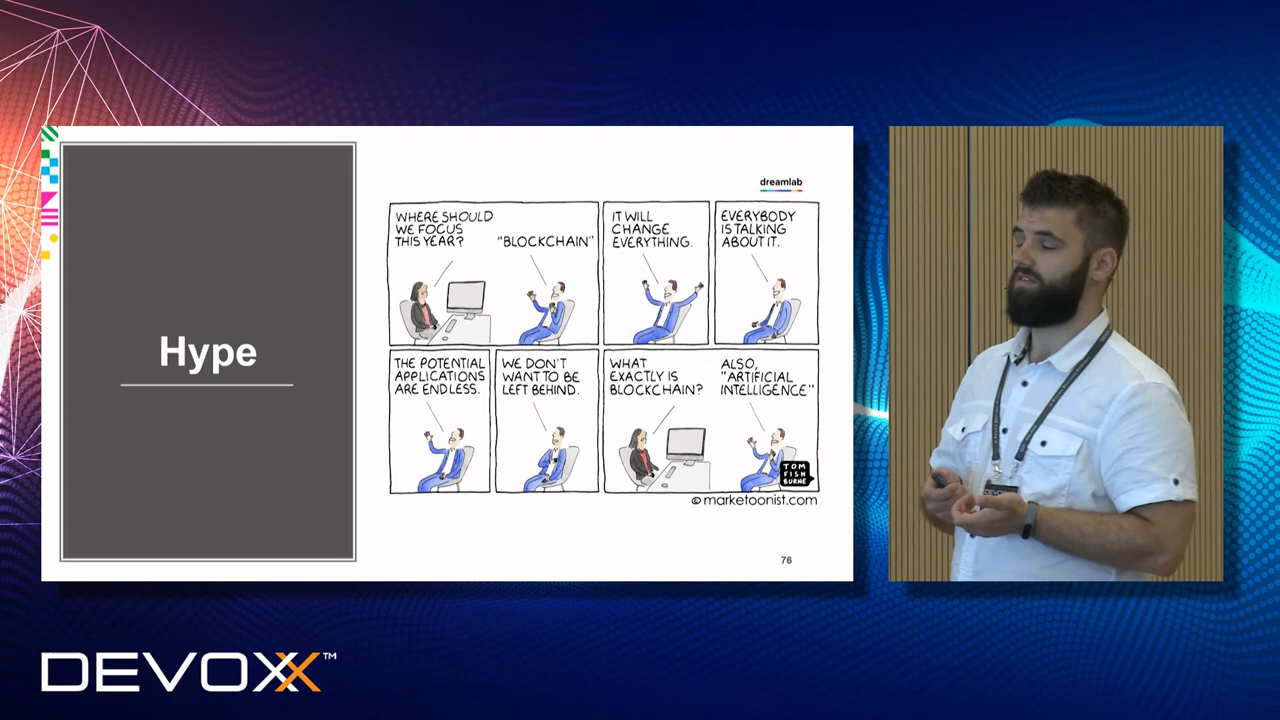 Hype
dreamlab
WHERE SHOULD
WE FOCUS
THIS YEAR?
"BLOCKCHAIN"
IT WILL
CHANGE
EVERYTHING.
EVERYBODY
IS TALKING
ABOUT IT.
THE POTENTIAL
APPLICATIONS
ARE ENDLESS.
WE DON'T
WANT TO BE
LEFT BEHIND.
WHAT
EXACTLY IS
BLOCKCHAIN?
ALSO,
"ARTIFICIAL
INTELLIGENCE"
TOM
FISH
BURNE
© marketoonist.com
76
DEVOXX™